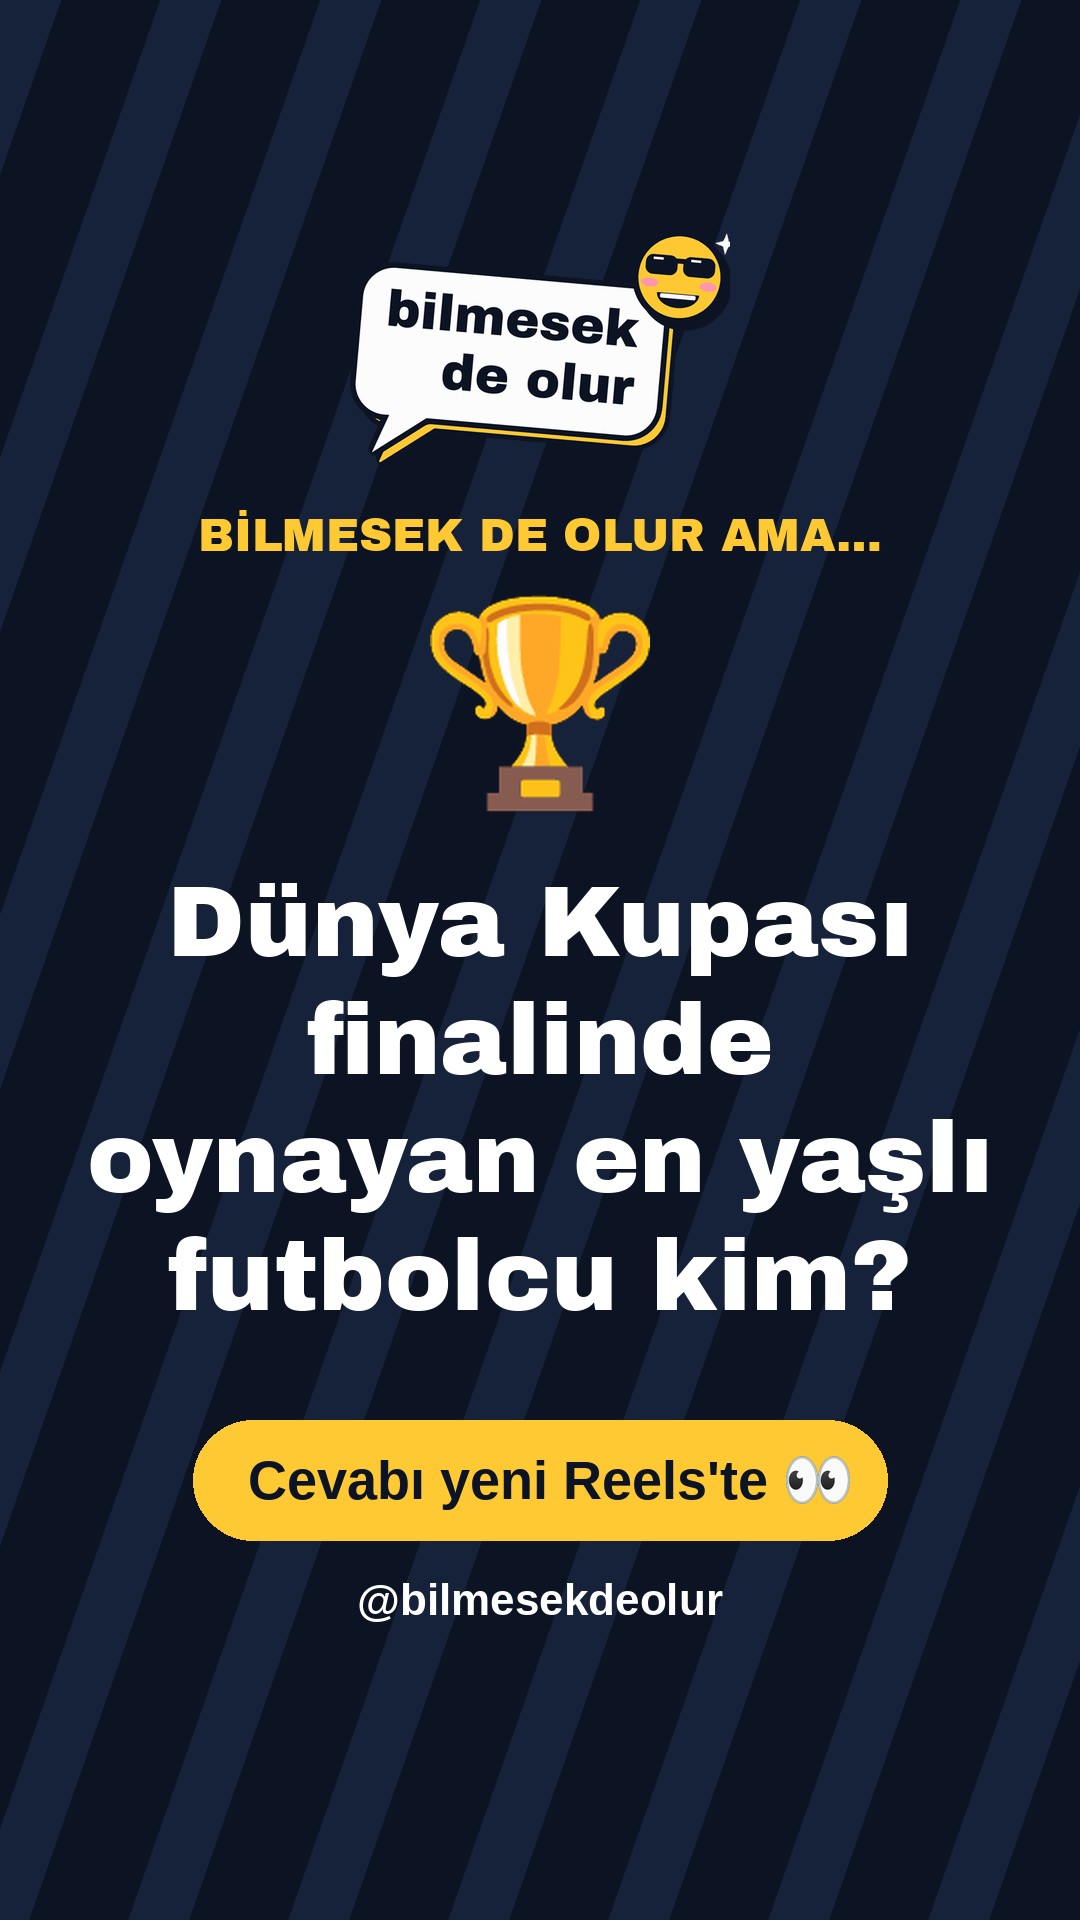 bilmesek
de olur
BİLMESEK DE OLUR AMA...
Dünya Kupası
finalinde
oynayan en yaşlı
futbolcu kim?
Cevabı yeni Reels'te 👀
@bilmesekdeolur